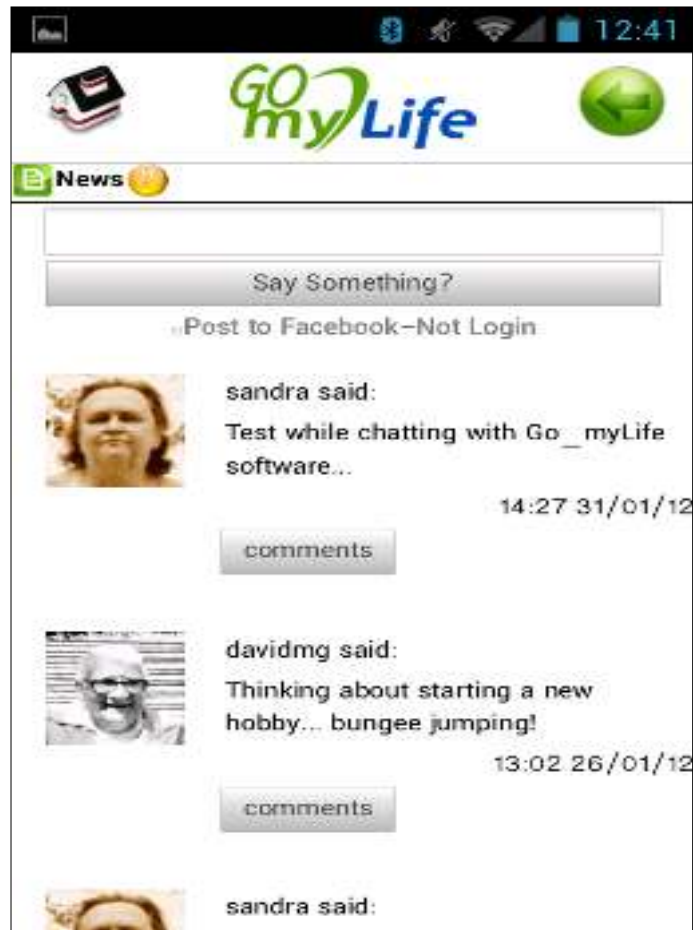 12:41
GO
my Life
News
Say Something?
Post to Facebook-Not Login
sandra said:
Test while chatting with Go_myLife
software...
14:27 31/01/12
comments
davidmg said:
Thinking about starting a new
hobby... bungee jumping!
13:02 26/01/12
comments
sandra said: